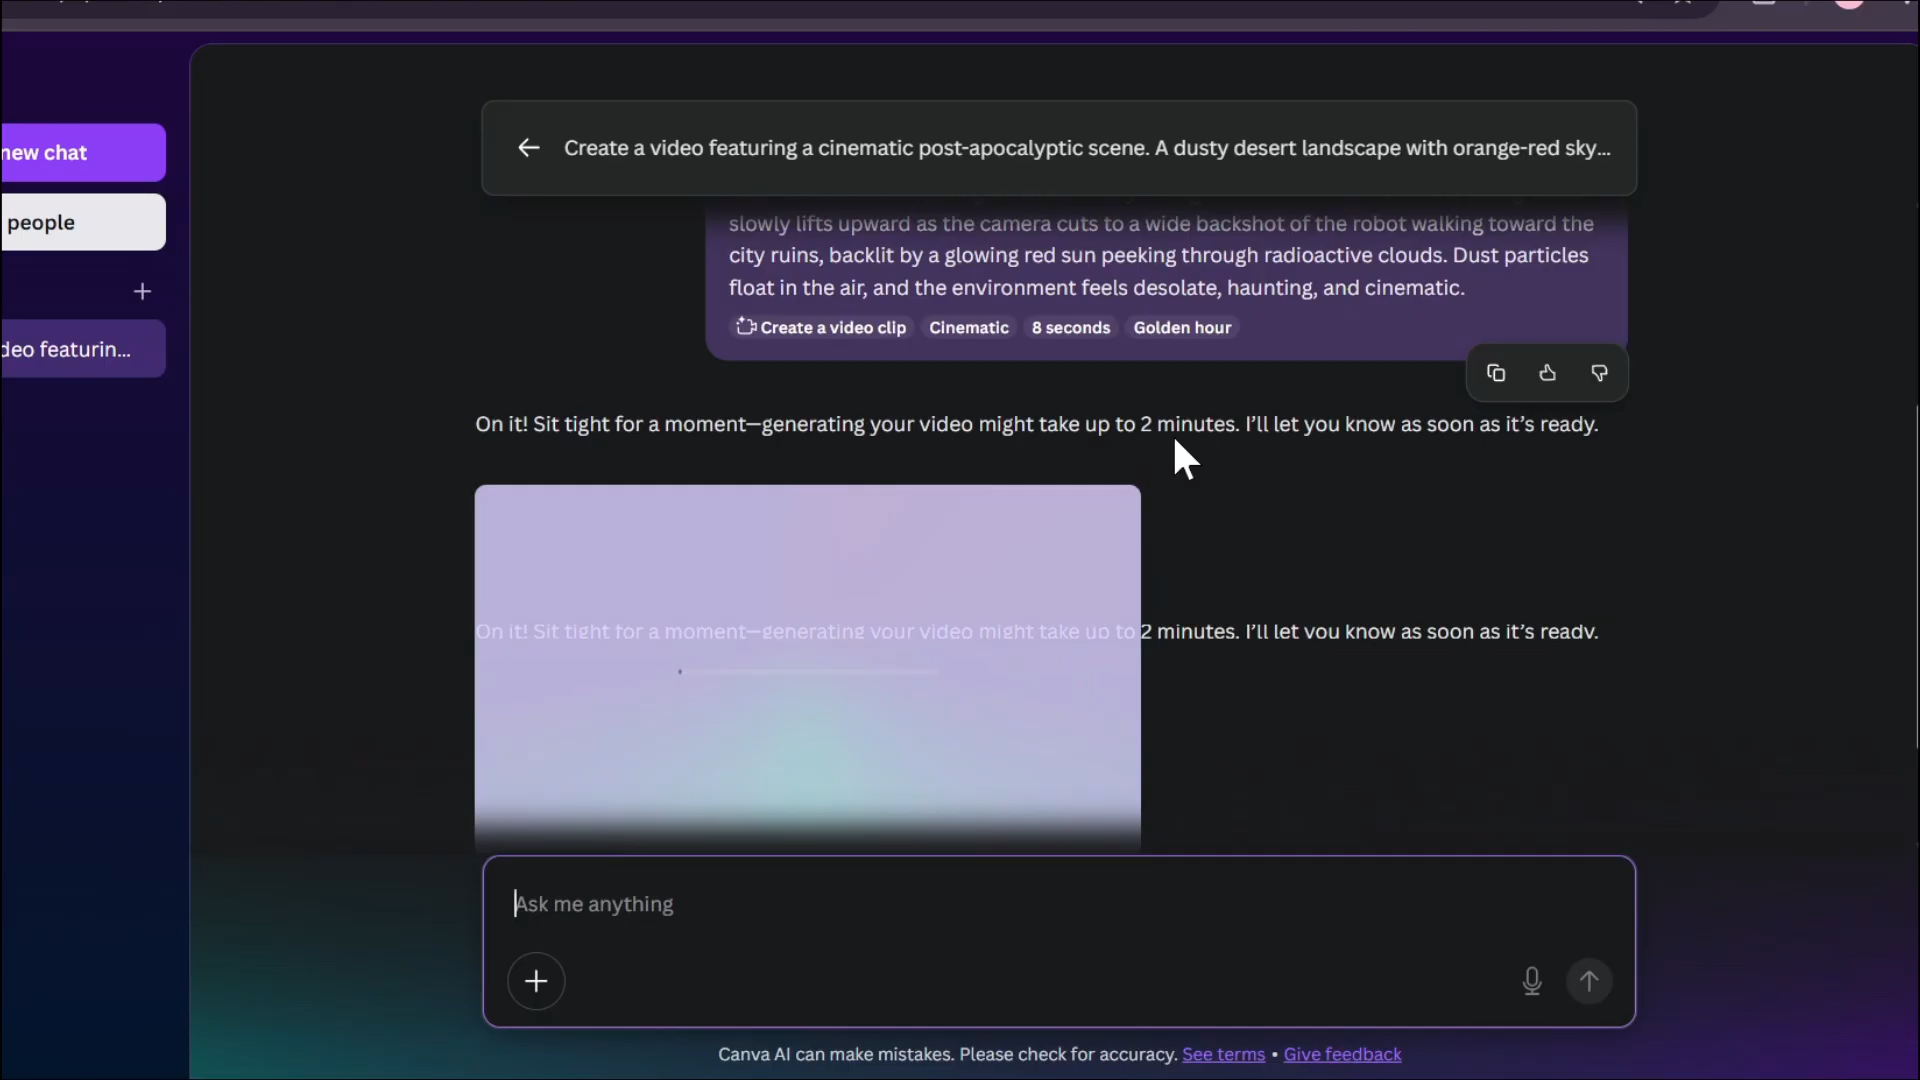 new chat
people
deo featurin...
Create a video featuring a cinematic post-apocalyptic scene. A dusty desert landscape with orange-red sky...
slowly lifts upward as the camera cuts to a wide backshot of the robot walking toward the
city ruins, backlit by a glowing red sun peeking through radioactive clouds. Dust particles
float in the air, and the environment feels desolate, haunting, and cinematic.
Create a video clip Cinematic 8 seconds Golden hour
On it! Sit tight for a moment—generating your video might take up to 2 minutes. I’ll let you know as soon as it’s ready.
On it! Sit tight for a moment—generating your video might take up to 2 minutes. I’ll let you know as soon as it’s ready.
Ask me anything
Canva AI can make mistakes. Please check for accuracy. See terms • Give feedback